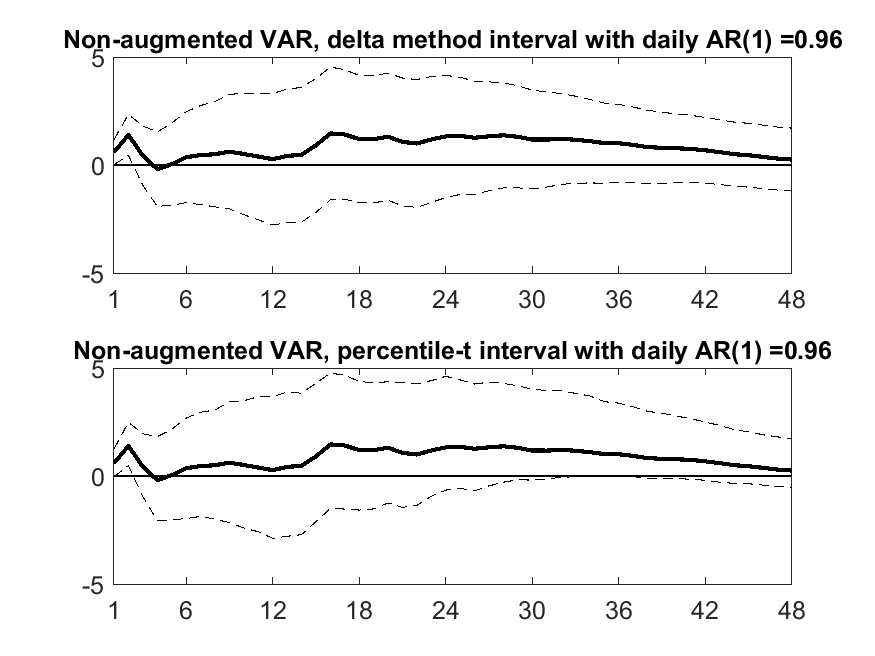 Non-augmented VAR, delta method interval with daily AR(1) =0.96
5
0
-5
1 6 12 18 24 30 36 42 48
Non-augmented VAR, percentile-t interval with daily AR(1) =0.96
5
0
-5
1 6 12 18 24 30 36 42 48